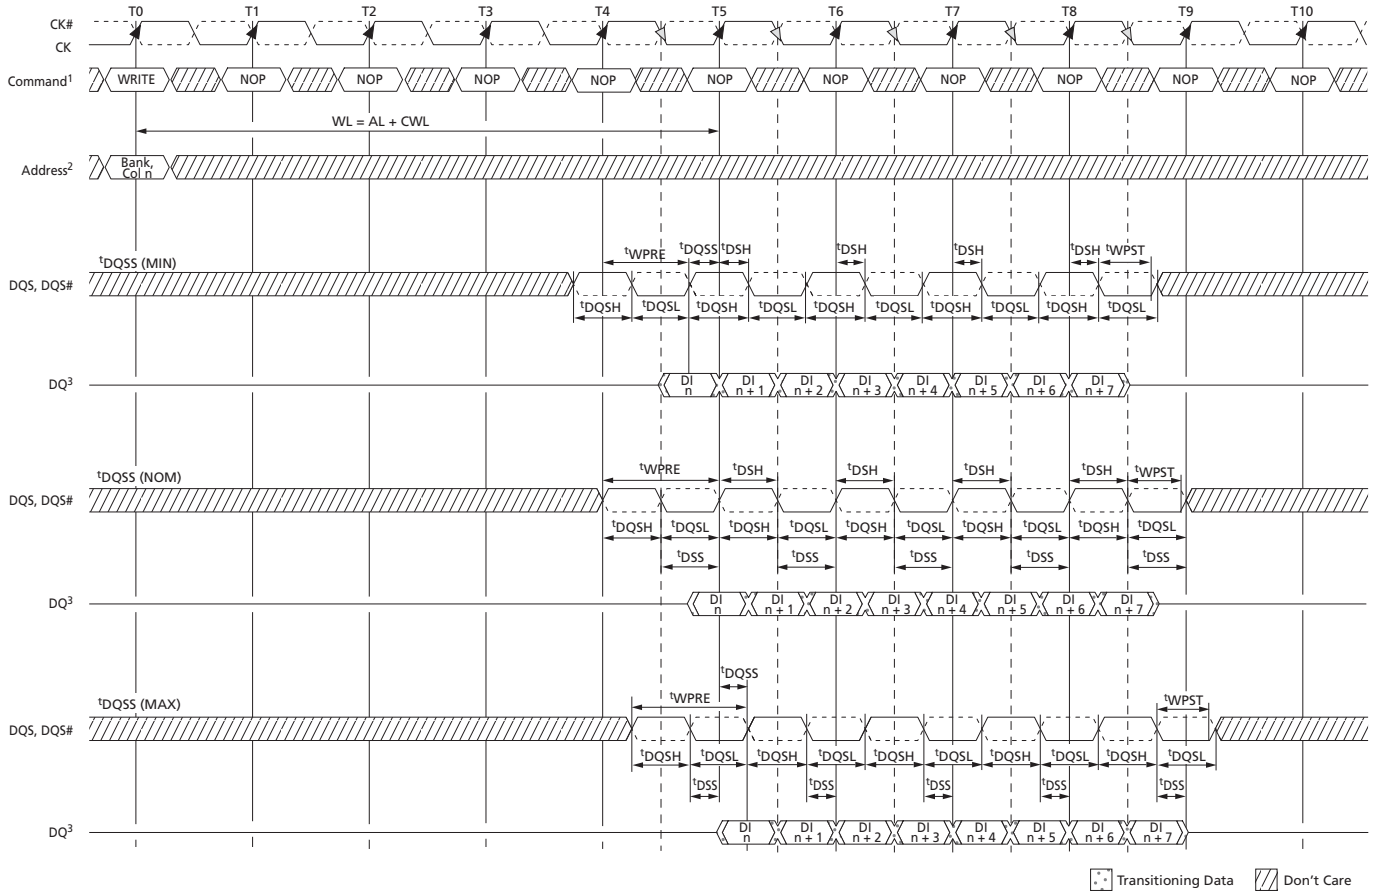 T0 T1 T2 T3 T4 T5 T6 T7 T8 T9 T10
CK#
CK
Command1 WRITE NOP NOP NOP NOP NOP NOP NOP NOP NOP NOP
WL = AL + CWL
Address2 Bank, Col n
tDQSS (MIN) tWPRE tDQSS tDSH tDSH tDSH tDSH tWPST
DQS, DQS#
tDQSH tDQSL tDQSH tDQSL tDQSH tDQSL tDQSH tDQSL tDQSH tDQSL
DQ3 DI n DI n + 1 DI n + 2 DI n + 3 DI n + 4 DI n + 5 DI n + 6 DI n + 7
tDQSS (NOM) tWPRE tDSH tDSH tDSH tDSH tWPST
DQS, DQS#
tDQSH tDQSL tDQSH tDQSL tDQSH tDQSL tDQSH tDQSL tDQSH tDQSL
tDSS tDSS tDSS tDSS tDSS
DQ3 DI n DI n + 1 DI n + 2 DI n + 3 DI n + 4 DI n + 5 DI n + 6 DI n + 7
tDQSS
tDQSS (MAX) tWPRE tWPST
DQS, DQS#
tDQSH tDQSL tDQSH tDQSL tDQSH tDQSL tDQSH tDQSL tDQSH tDQSL
tDSS tDSS tDSS tDSS tDSS
DQ3 DI n DI n + 1 DI n + 2 DI n + 3 DI n + 4 DI n + 5 DI n + 6 DI n + 7
Transitioning Data Don't Care